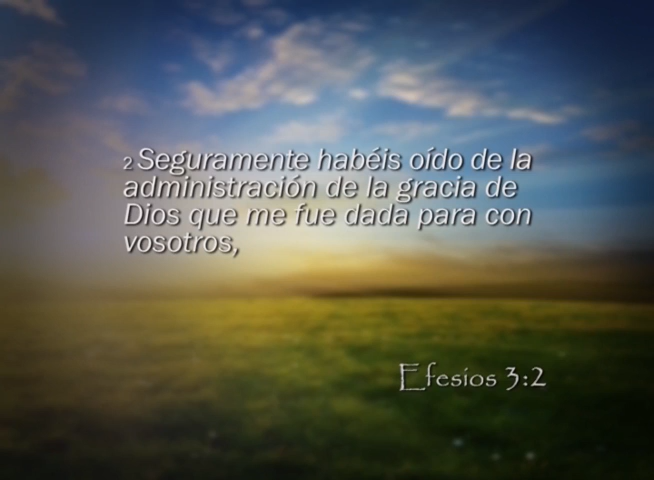 2 Seguramente habéis oído de la
administración de la gracia de
Dios que me fue dada para con
vosotros,
Efesios 3:2